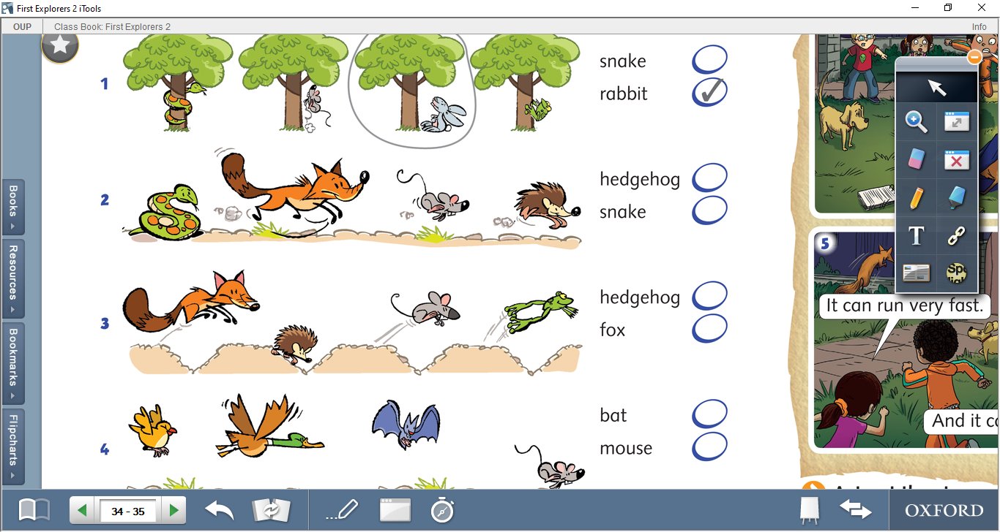 First Explorers 2 iTools
OUP
Class Book: First Explorers 2
Info
1
snake
rabbit
2
hedgehog
snake
3
hedgehog
fox
4
bat
mouse
Books
Resources
Bookmarks
Flipcharts
5
It can run very fast.
And it
T
Spo
34 - 35
OXFORD